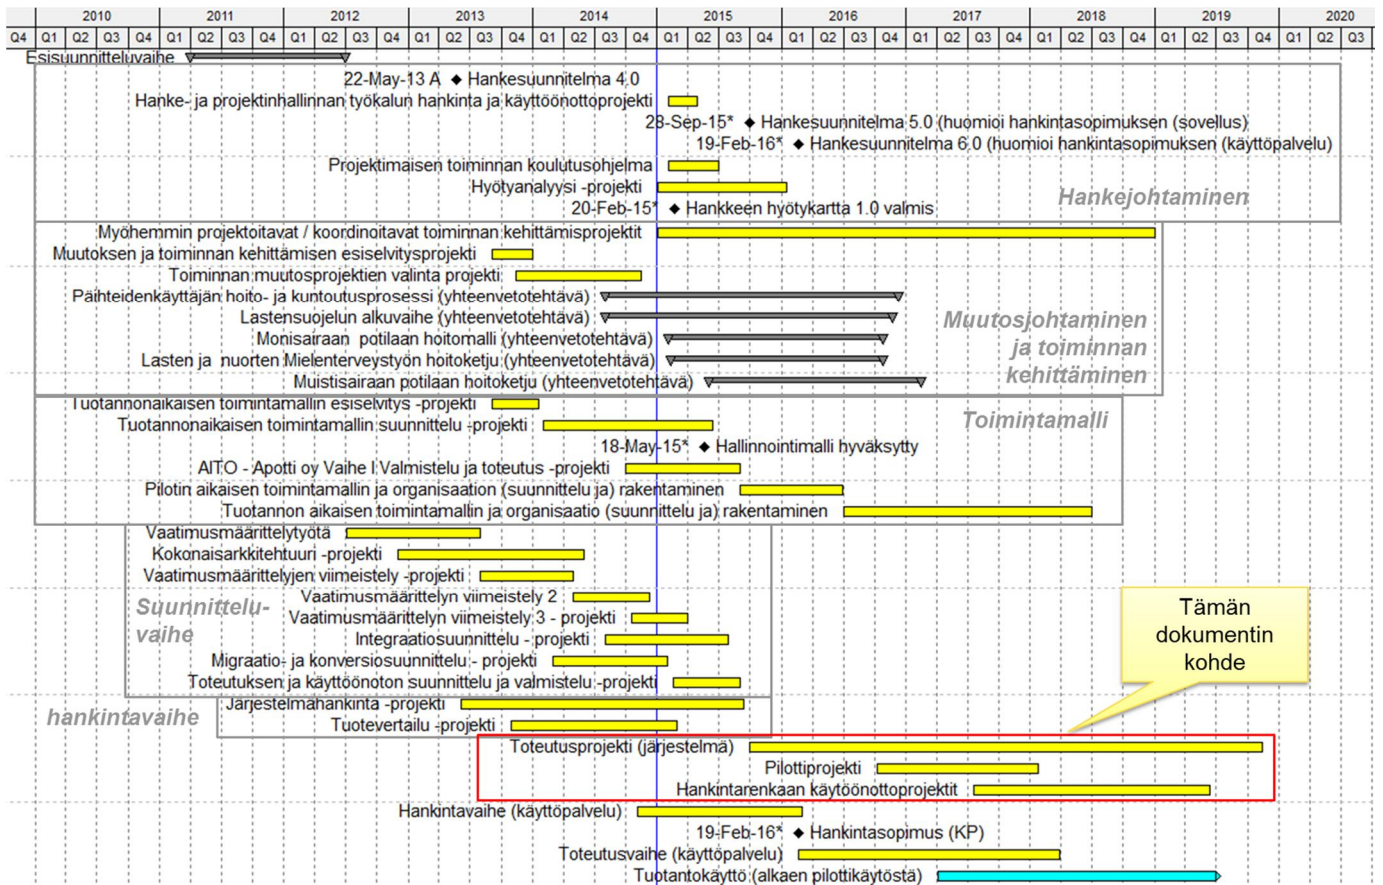 2010 2011 2012 2013 2014 2015 2016 2017 2018 2019 2020
Q4 Q1 Q2 Q3 Q4 Q1 Q2 Q3 Q4 Q1 Q2 Q3 Q4 Q1 Q2 Q3 Q4 Q1 Q2 Q3 Q4 Q1 Q2 Q3 Q4 Q1 Q2 Q3 Q4 Q1 Q2 Q3 Q4 Q1 Q2 Q3 Q4 Q1 Q2 Q3 Q4 Q1 Q2 Q3
Esisuunnitteluvaihe
22-May-13 A Hankesuunnitelma 4.0
Hanke- ja projektinhallinnan työkalun hankinta ja käyttöönottoprojekti
28-Sep-15* Hankesuunnitelma 5.0 (huomioi hankintasopimuksen (sovellus)
19-Feb-16* Hankesuunnitelma 6.0 (huomioi hankintasopimuksen (käyttöpalvelu)
Projektimaisen toiminnan koulutusohjelma
Hyötyanalyysi -projekti
Hankejohtaminen
20-Feb-15* Hankkeen hyötykartta 1.0 valmis
Myöhemmin projektoitavat / koordinoitavat toiminnan kehittämisprojektit
Muutoksen ja toiminnan kehittämisen esiselvitysprojekti
Toiminnan muutosprojektien valinta projekti
Päihteidenkäyttäjän hoito- ja kuntoutusprosessi (yhteenvetotehtävä)
Lastensuojelun alkuvaihe (yhteenvetotehtävä)
Monisairaan potilaan hoitomalli (yhteenvetotehtävä)
Lasten ja nuorten Mielenterveystyön hoitoketju (yhteenvetotehtävä)
Muistisairaan potilaan hoitoketju (yhteenvetotehtävä)
Muutosjohtaminen
ja toiminnan
kehittäminen
Tuotannonaikaisen toimintamallin esiselvitys -projekti
Toimintamalli
Tuotannonaikaisen toimintamallin suunnittelu -projekti
18-May-15* Hallinnointimalli hyväksytty
AITO - Apotti oy Vaihe I Valmistelu ja toteutus -projekti
Pilotin aikaisen toimintamallin ja organisaation (suunnittelu ja) rakentaminen
Tuotannon aikaisen toimintamallin ja organisaatio (suunnittelu ja) rakentaminen
Vaatimusmäärittelytyötä
Kokonaisarkkitehtuuri -projekti
Vaatimusmäärittelyjen viimeistely -projekti
Vaatimusmäärittelyn viimeistely 2
Vaatimusmäärittelyn viimeistely 3 - projekti
Integraatiosuunnittelu - projekti
Migraatio- ja konversiosuunnittelu - projekti
Toteutuksen ja käyttöönoton suunnittelu ja valmistelu -projekti
Suunnittelu-
vaihe
Tämän
dokumentin
kohde
Järjestelmähankinta -projekti
hankintavaihe
Tuotevertailu -projekti
Toteutusprojekti (järjestelmä)
Pilottiprojekti
Hankintarenkaan käytöönottoprojektit
Hankintavaihe (käyttöpalvelu)
19-Feb-16* Hankintasopimus (KP)
Toteutusvaihe (käyttöpalvelu)
Tuotantokäyttö (alkaen pilottikäytöstä)